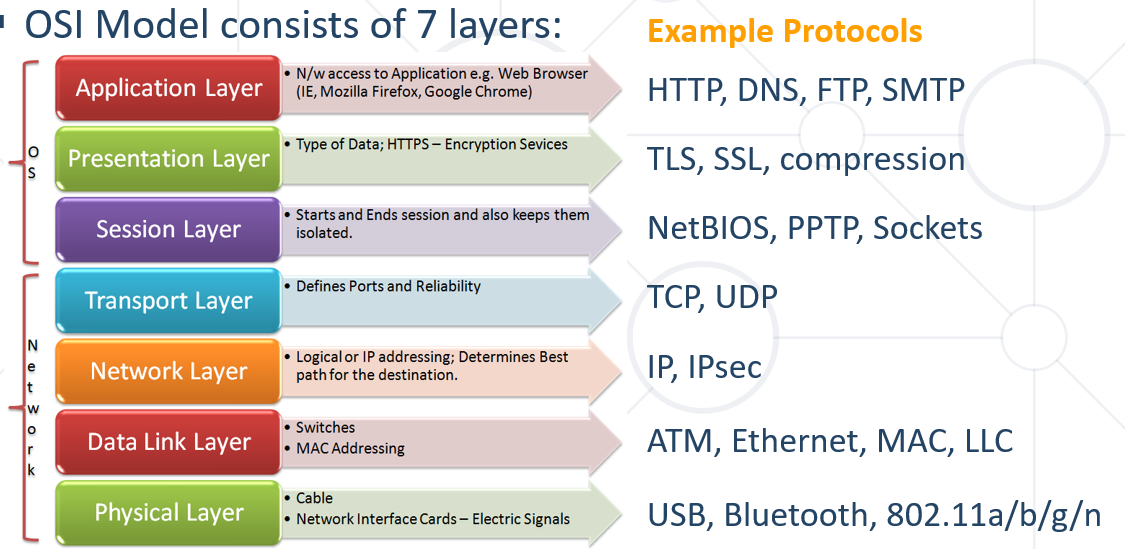 ▪ OSI Model consists of 7 layers:
Example Protocols
OS
Application Layer
• N/w access to Application e.g. Web Browser
(IE, Mozilla Firefox, Google Chrome)
HTTP, DNS, FTP, SMTP
Presentation Layer
• Type of Data; HTTPS – Encryption Sevices
TLS, SSL, compression
Session Layer
• Starts and Ends session and also keeps them
isolated.
NetBIOS, PPTP, Sockets
Network
Transport Layer
• Defines Ports and Reliability
TCP, UDP
Network Layer
• Logical or IP addressing; Determines Best
path for the destination.
IP, IPsec
Data Link Layer
• Switches
• MAC Addressing
ATM, Ethernet, MAC, LLC
Physical Layer
• Cable
• Network Interface Cards – Electric Signals
USB, Bluetooth, 802.11a/b/g/n